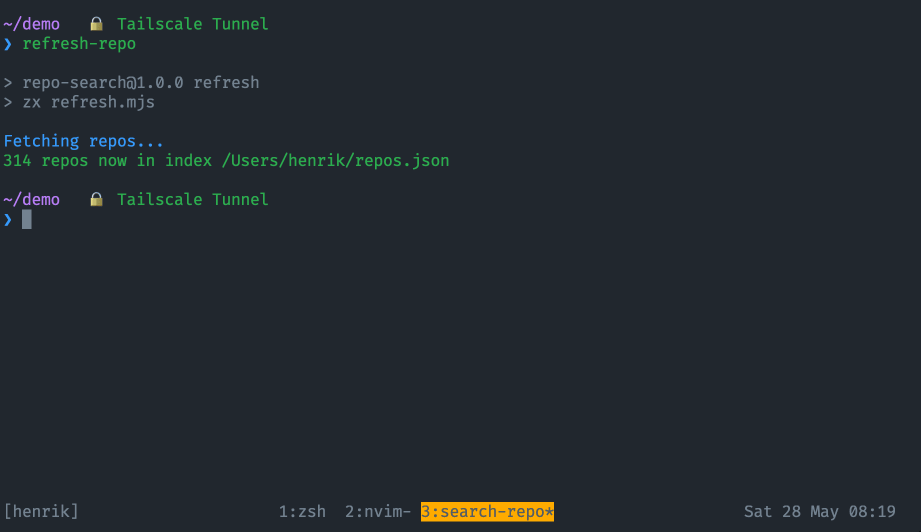 ~/demo 🔒 Tailscale Tunnel
❯ refresh-repo
> repo-search@1.0.0 refresh
> zx refresh.mjs
Fetching repos...
314 repos now in index /Users/henrik/repos.json
~/demo 🔒 Tailscale Tunnel
❯
[henrik] 1:zsh 2:nvim- 3:search-repo* Sat 28 May 08:19